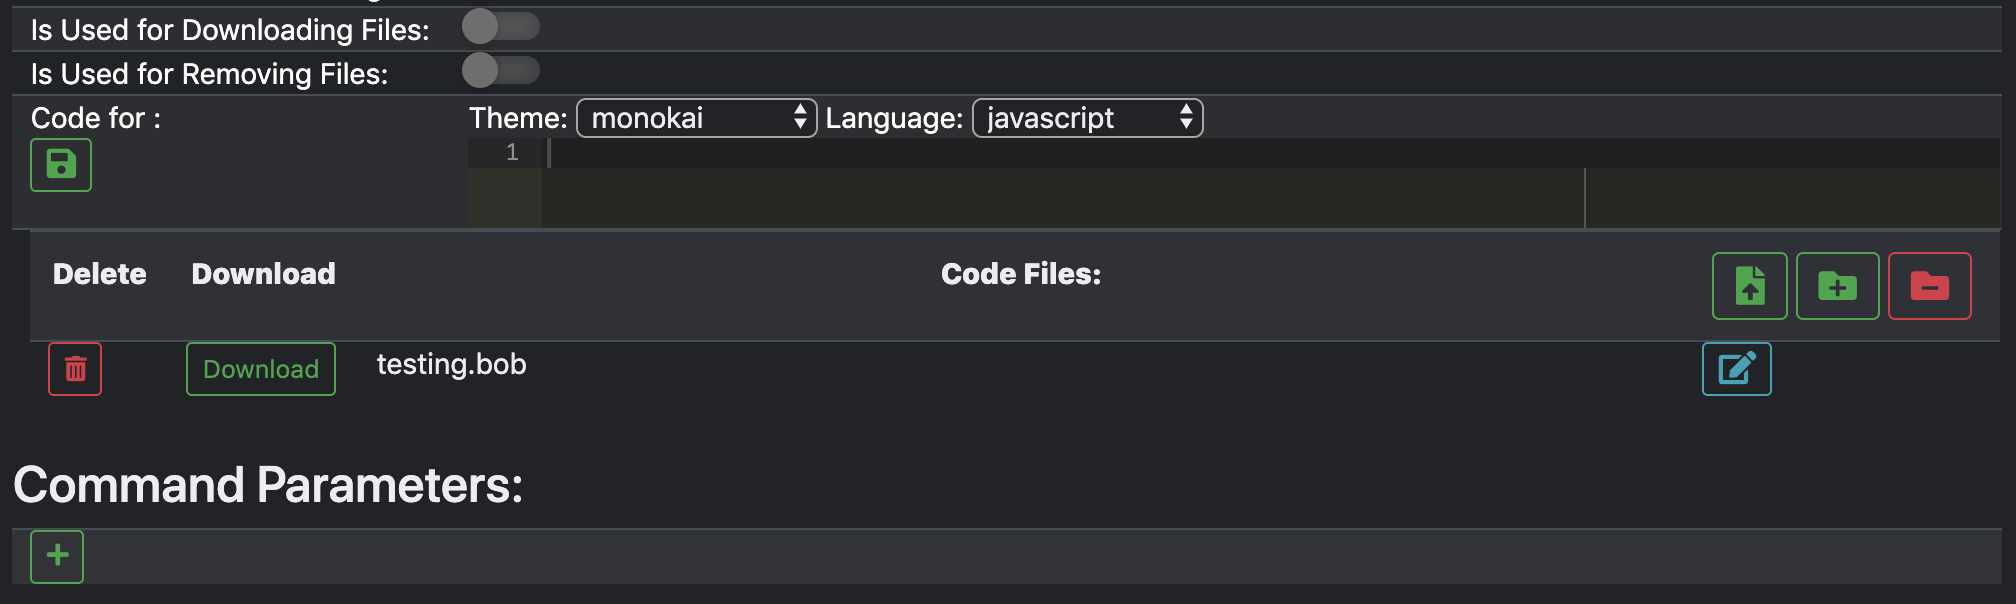 Is Used for Downloading Files:
Is Used for Removing Files:
Code for : Theme: monokai Language: javascript
1
Delete Download Code Files:
Download testing.bob
Command Parameters: